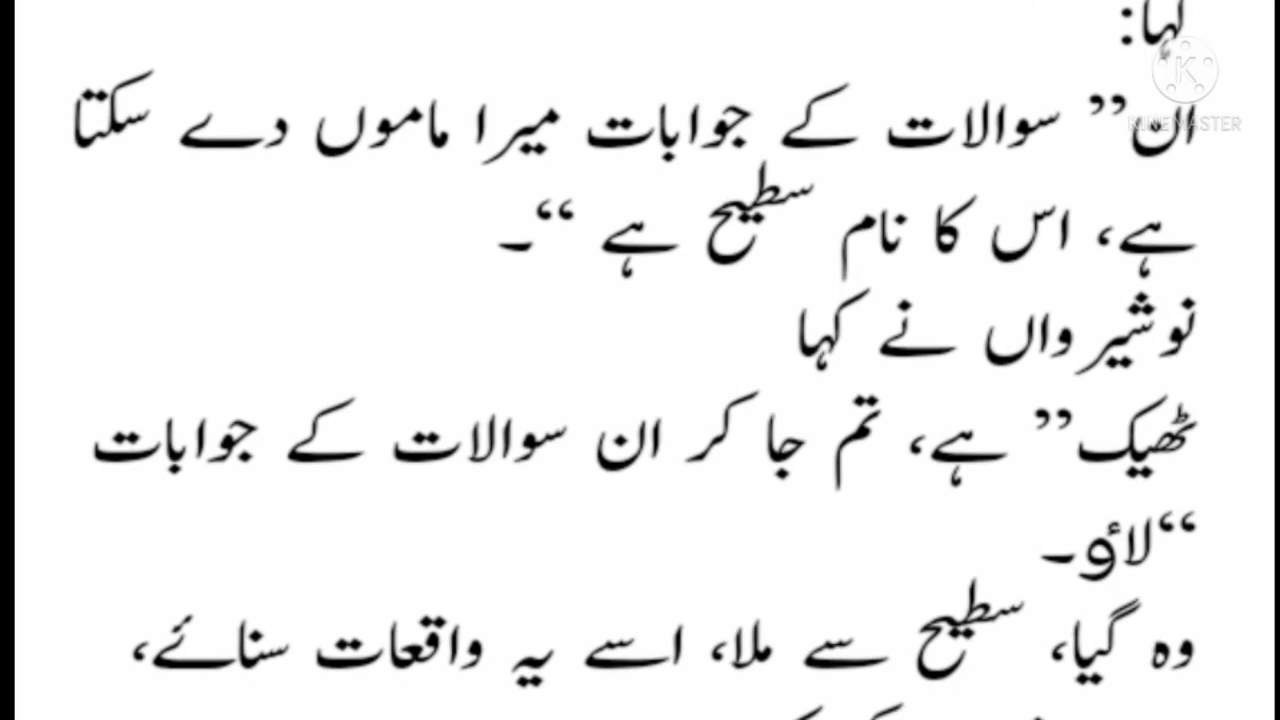 کہا:
ان” سوالات کے جوابات میرا ماموں دے سکتا
ہے، اس کا نام سطیح ہے “۔
نوشیرواں نے کہا
ٹھیک” ہے، تم جا کر ان سوالات کے جوابات
“لاؤ۔
وہ گیا، سطیح سے ملا، اسے یہ واقعات سنائے،
KINEMASTER